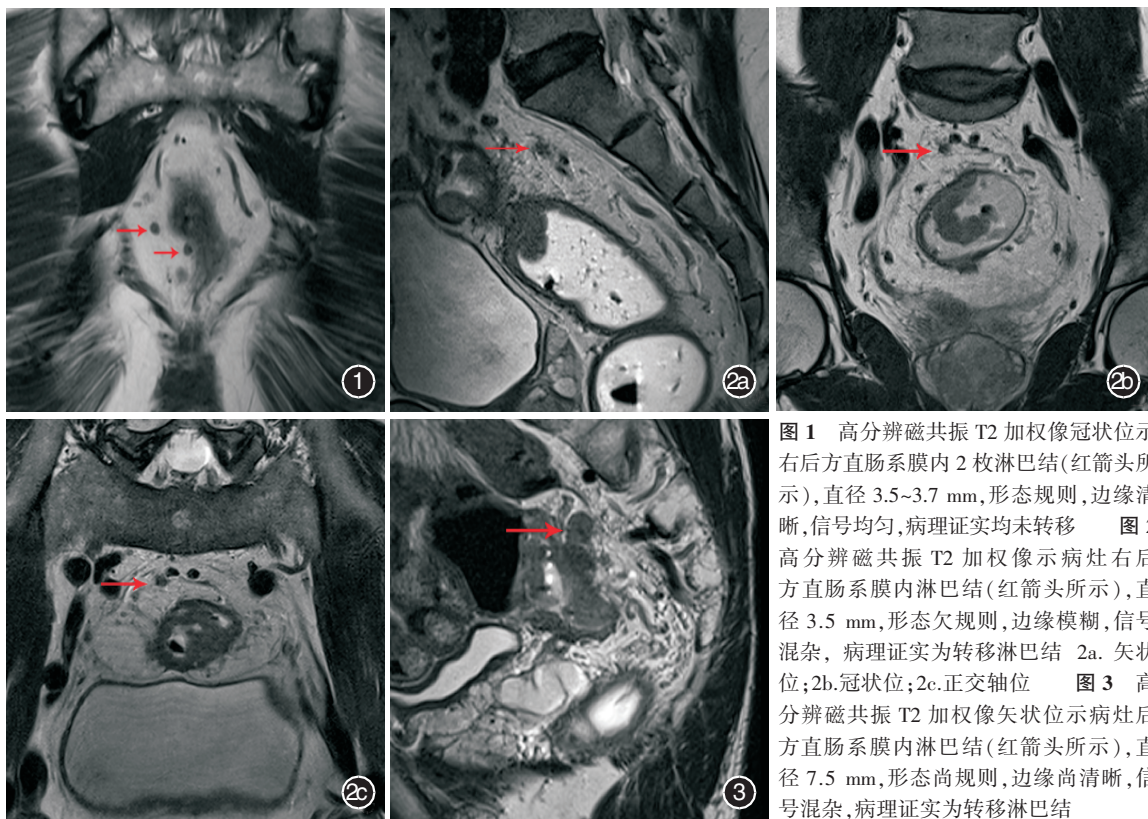 1
2a
2b
2c
3
图 1 高分辨磁共振 T2 加权像冠状位示
右后方直肠系膜内 2 枚淋巴结(红箭头所
示),直径 3.5~3.7 mm,形态规则,边缘清
晰,信号均匀,病理证实均未转移 图
高分辨磁共振 T2 加权像示病灶右后
方直肠系膜内淋巴结(红箭头所示),直
径 3.5 mm,形态欠规则,边缘模糊,信号
混杂, 病理证实为转移淋巴结 2a. 矢状
位;2b.冠状位;2c.正交轴位 图 3 高
分辨磁共振 T2 加权像矢状位示病灶后
方直肠系膜内淋巴结(红箭头所示),直
径 7.5 mm,形态尚规则,边缘尚清晰,信
号混杂,病理证实为转移淋巴结